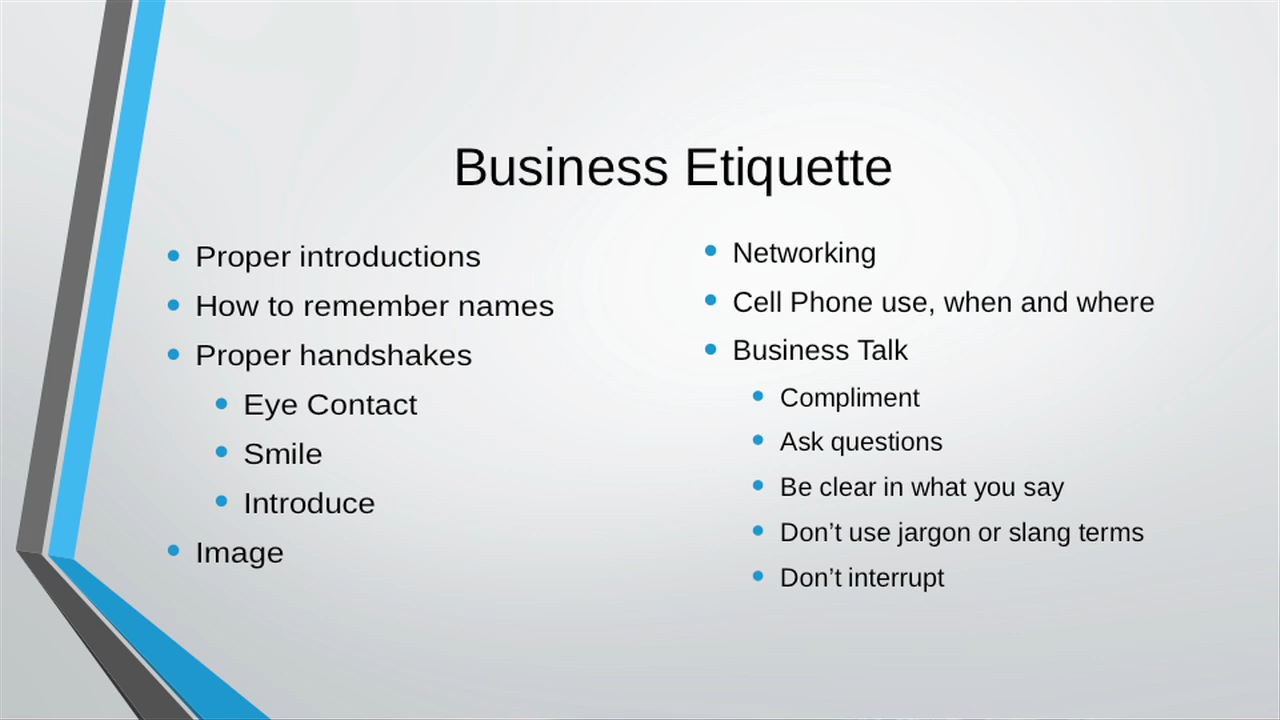 Business Etiquette
Proper introductions
How to remember names
Proper handshakes
Eye Contact
Smile
Introduce
Image
Networking
Cell Phone use, when and where
Business Talk
Compliment
Ask questions
Be clear in what you say
Don’t use jargon or slang terms
Don’t interrupt